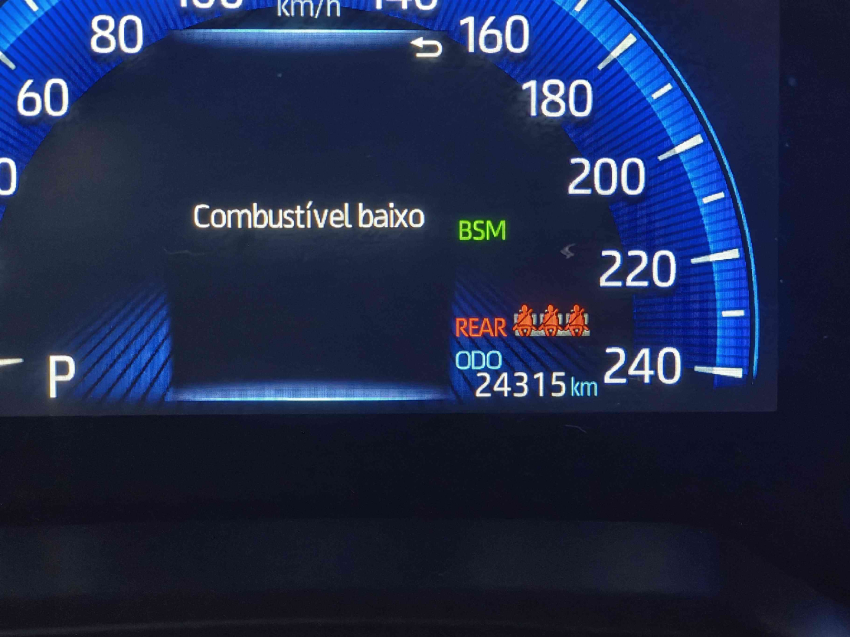 km/h
80
160
60
180
200
Combustível baixo
BSM
220
REAR
ODO
P
24315 km
240